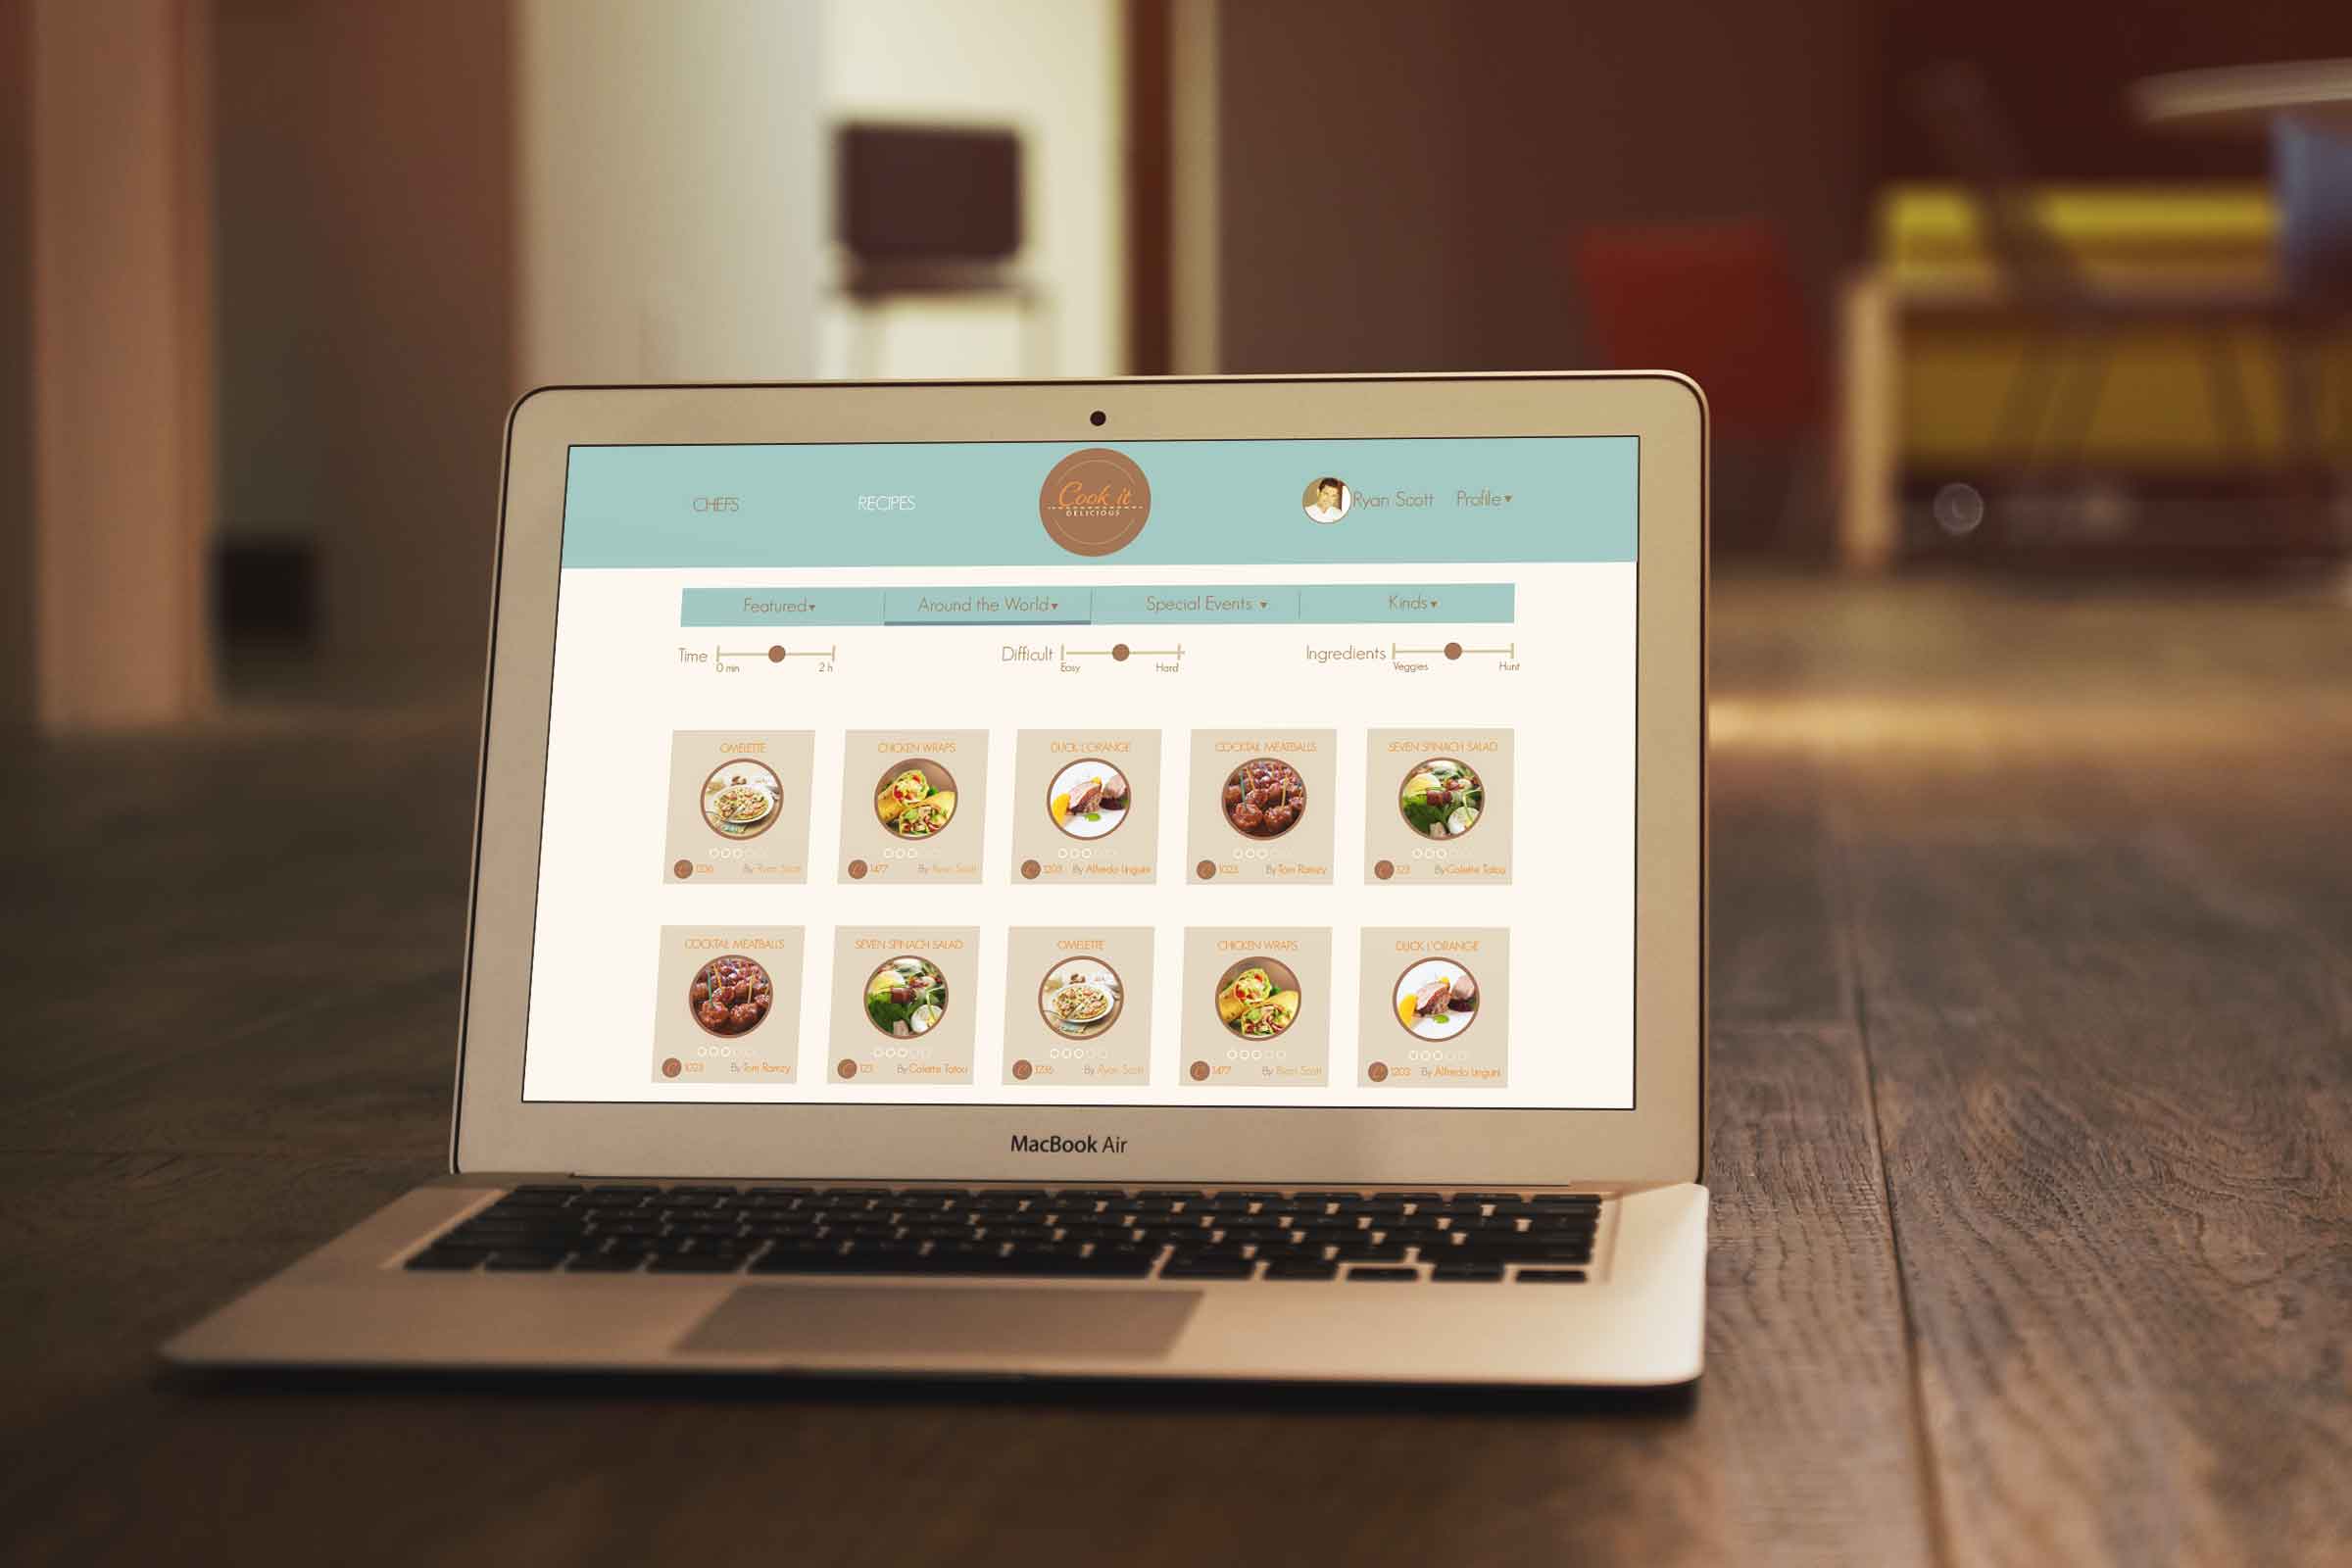 CHEFS
RECIPES
Cook it
DELICIOUS
Ryan Scott
Profile
Featured
Around the World
Special Events
Kinds
Time
0 min
2 h
Difficult
Easy
Hard
Ingredients
Veggies
Hunt
OMELETTE
CHICKEN WRAPS
DUCK L'ORANGE
COCKTAIL MEATBALLS
SEVEN SPINACH SALAD
1236
By Ryan Scott
1477
By Ryan Scott
1203
By Alfredo Linguini
1023
By Tom Ramzy
123
By Colette Tatou
COCKTAIL MEATBALLS
SEVEN SPINACH SALAD
OMELETTE
CHICKEN WRAPS
DUCK L'ORANGE
1023
By Tom Ramzy
123
By Colette Tatou
1236
By Ryan Scott
1477
By Ryan Scott
1203
By Alfredo Linguini
MacBook Air